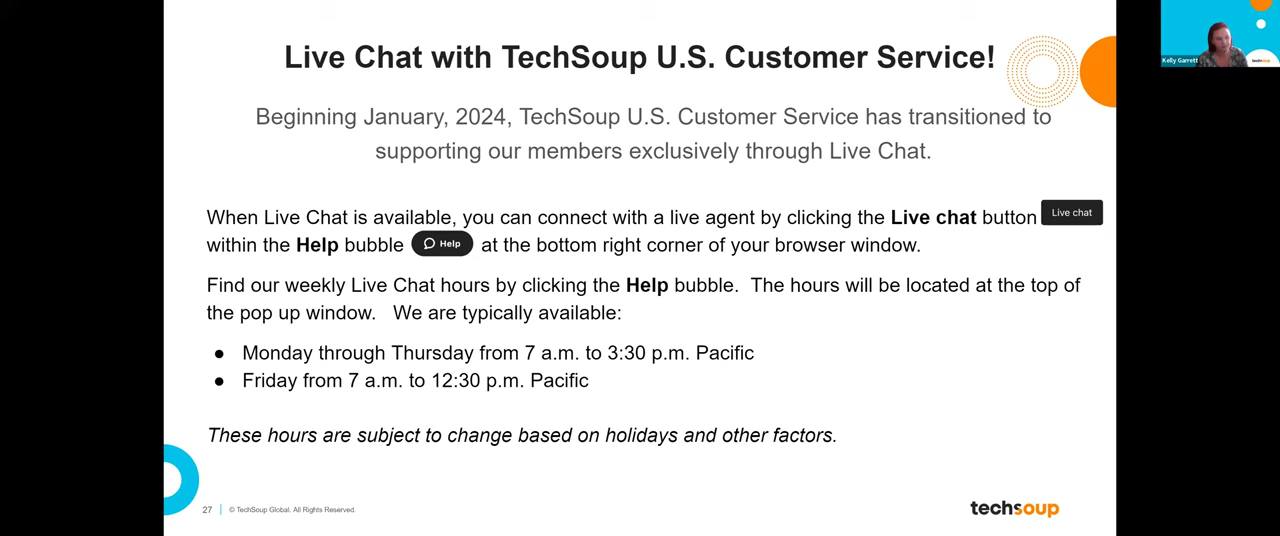 Live Chat with TechSoup U.S. Customer Service!
Kelly Garrett
techsoup
Beginning January, 2024, TechSoup U.S. Customer Service has transitioned to
supporting our members exclusively through Live Chat.
When Live Chat is available, you can connect with a live agent by clicking the Live chat button Live chat
within the Help bubble Help at the bottom right corner of your browser window.
Find our weekly Live Chat hours by clicking the Help bubble. The hours will be located at the top of
the pop up window. We are typically available:
● Monday through Thursday from 7 a.m. to 3:30 p.m. Pacific
● Friday from 7 a.m. to 12:30 p.m. Pacific
These hours are subject to change based on holidays and other factors.
27 | © TechSoup Global. All Rights Reserved.
techsoup